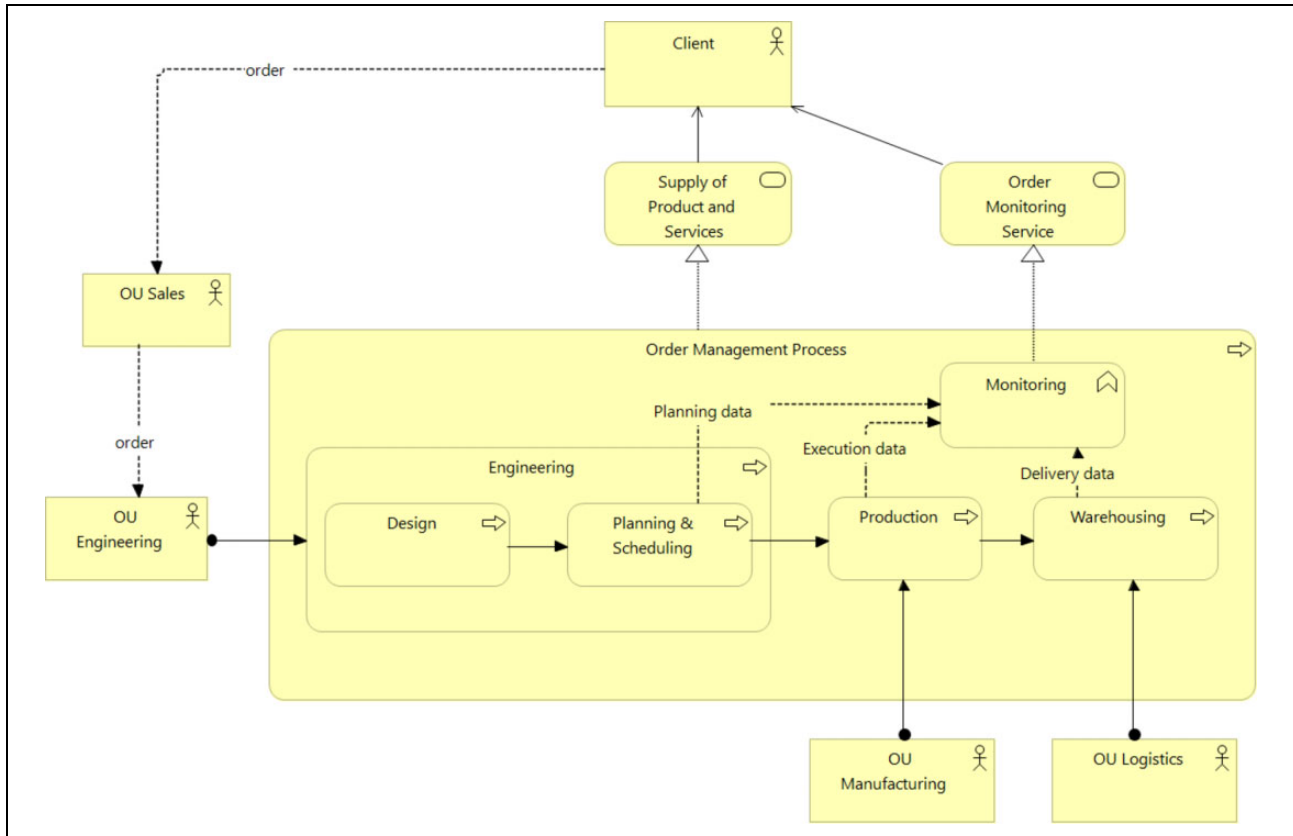 Client
order
Supply of
Product and
Services
Order
Monitoring
Service
OU Sales
Order Management Process
Monitoring
Planning data
order
Execution data
Engineering
Delivery data
OU
Engineering
Design
Planning &
Scheduling
Production
Warehousing
OU
Manufacturing
OU Logistics